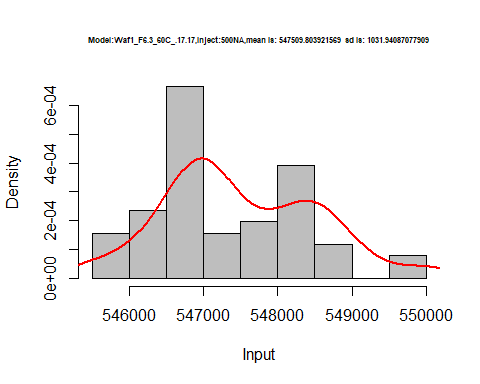 Model:Waf1_F6.3_60C_.17.17,Inject:500NA,mean is: 547509.803921569  sd is: 1031.94087077909
Density
6e-04
4e-04
2e-04
0e+00
546000 547000 548000 549000 550000
Input